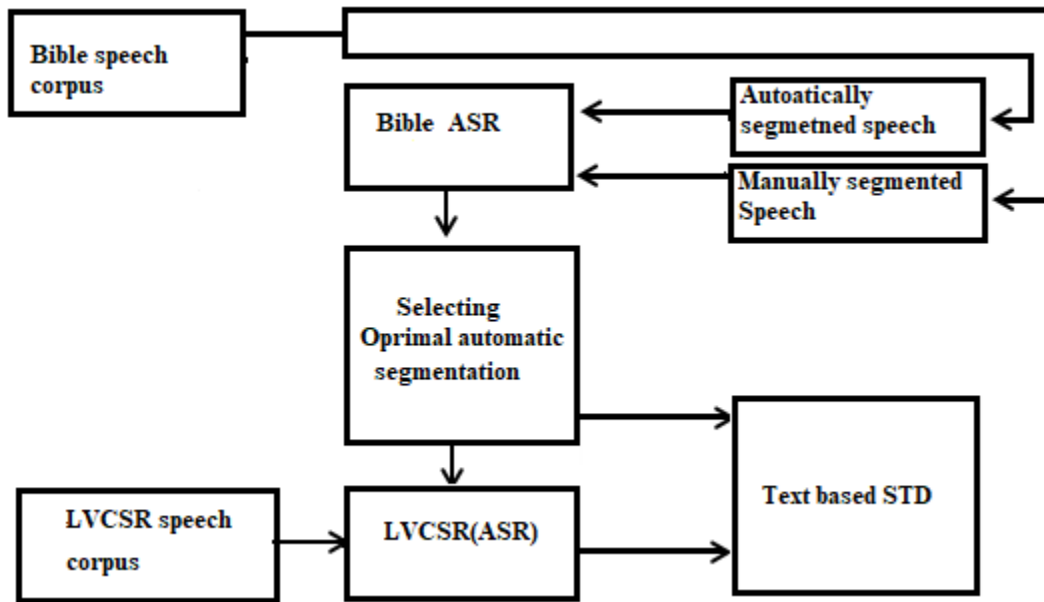 Bible speech
corpus
Bible ASR
Autoatically
segmetned speech
Manually segmented
Speech
Selecting
Oprimal automatic
segmentation
Text based STD
LVCSR speech
corpus
LVCSR(ASR)